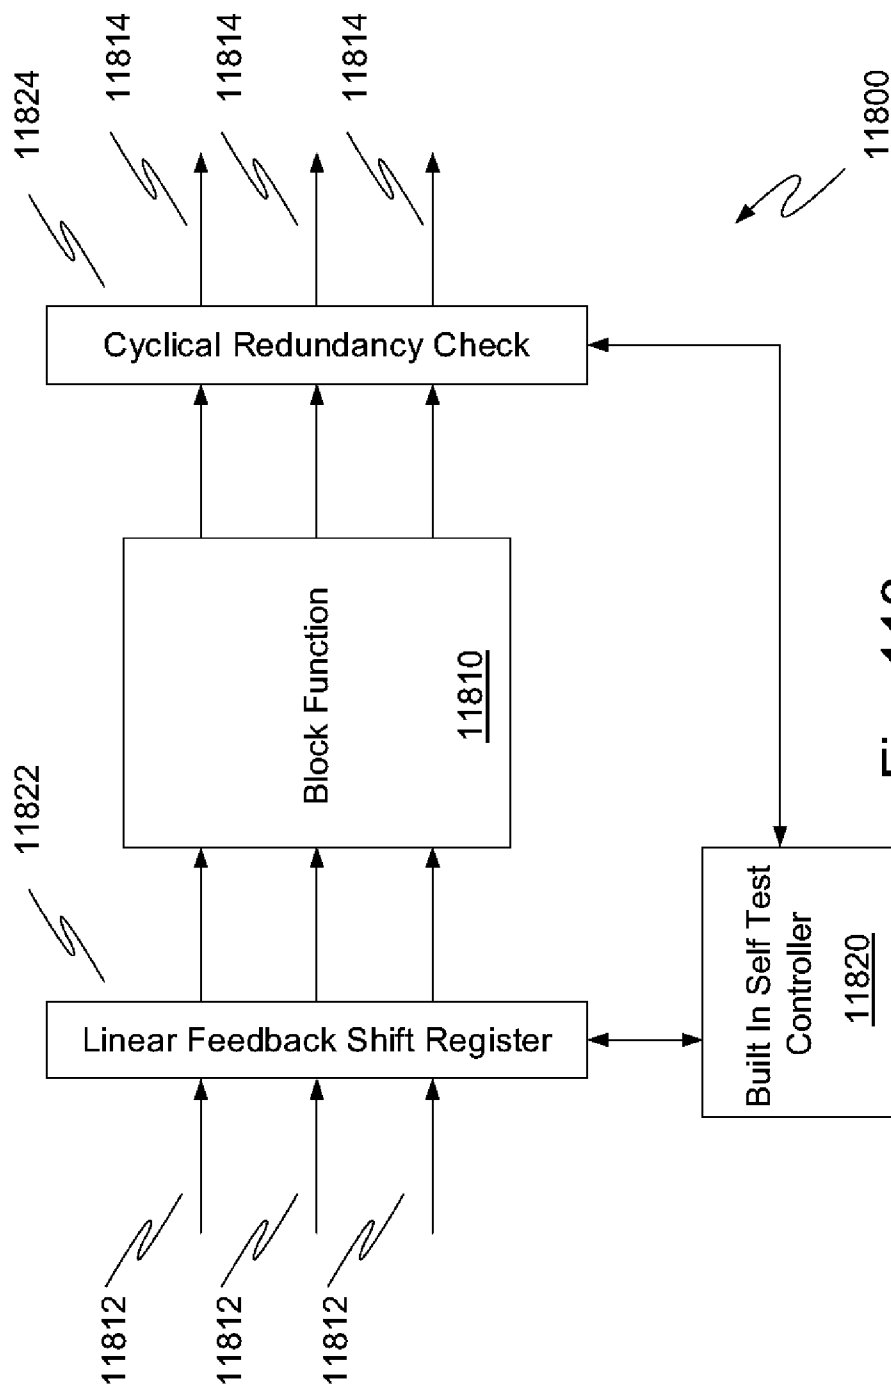 11822
11824
11812
11814
11812
11814
11812
11814
Linear Feedback Shift Register
Block Function
11810
Cyclical Redundancy Check
Built In Self Test
Controller
11820
11800